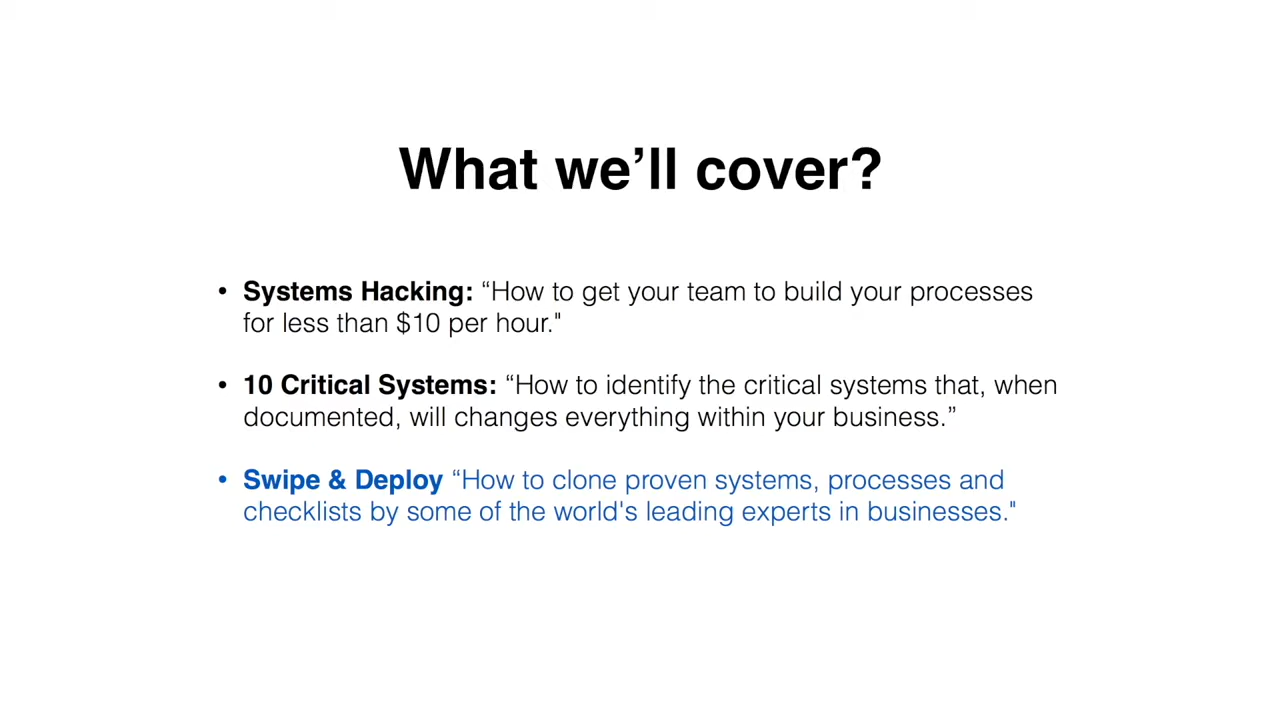 What we’ll cover?
• Systems Hacking: “How to get your team to build your processes
for less than $10 per hour."
• 10 Critical Systems: “How to identify the critical systems that, when
documented, will changes everything within your business.”
• Swipe & Deploy “How to clone proven systems, processes and
checklists by some of the world's leading experts in businesses."